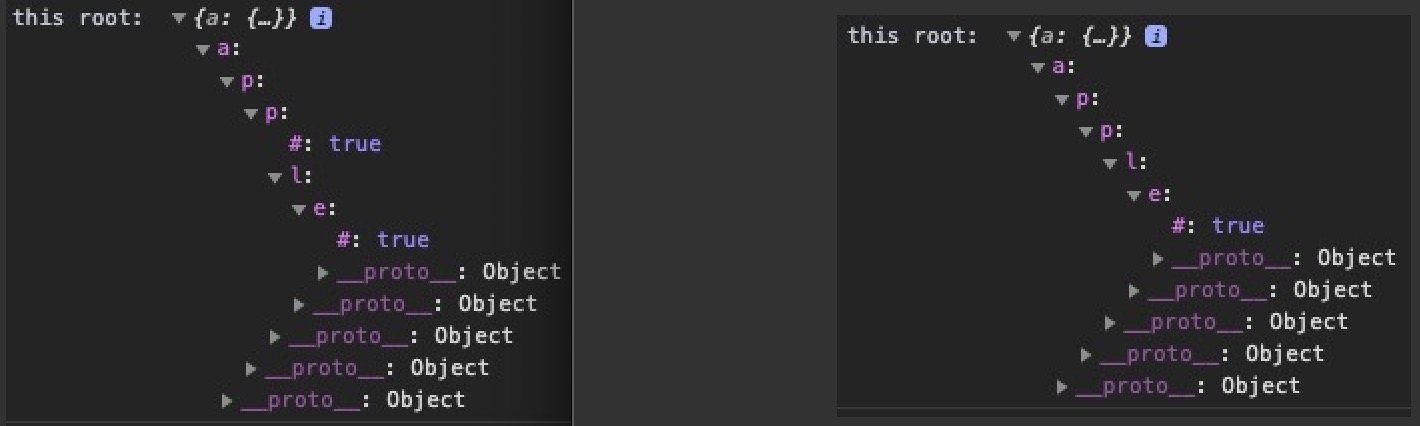 this root: ▼{a: {…}} i
▼a:
▼p:
▼p:
#: true
▼l:
▼e:
#: true
▶__proto__: Object
▶__proto__: Object
▶__proto__: Object
▶__proto__: Object
▶__proto__: Object
this root: ▼{a: {…}} i
▼a:
▼p:
▼p:
▼l:
▼e:
#: true
▶__proto__: Object
▶__proto__: Object
▶__proto__: Object
▶__proto__: Object
▶__proto__: Object